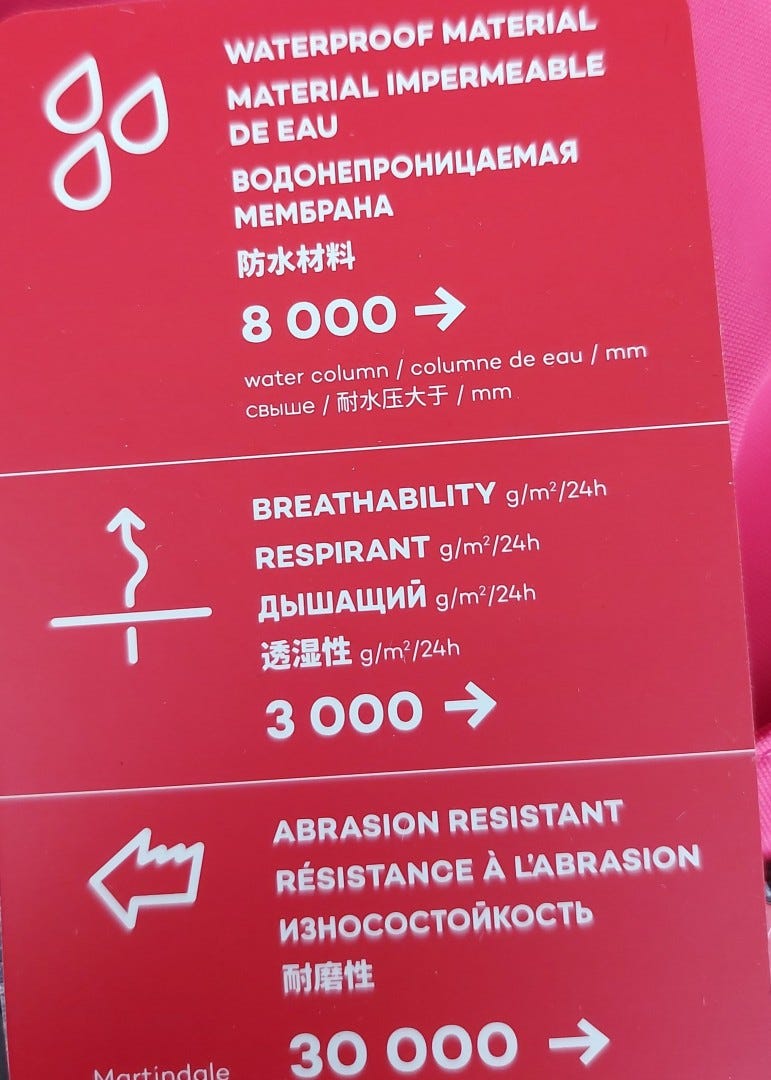 WATERPROOF MATERIAL
MATERIAL IMPERMEABLE
DE EAU
ВОДОНЕПРОНИЦАЕМАЯ
МЕМБРАНА
防水材料
8 000 →
water column / columne de eau / mm
свыше / 耐水压大于 / mm
BREATHABILITY g/m²/24h
RESPIRANT g/m²/24h
ДЫШАЩИЙ g/m²/24h
透湿性 g/m²/24h
3 000 →
ABRASION RESISTANT
RÉSISTANCE À L'ABRASION
ИЗНОСОСТОЙКОСТЬ
耐磨性
30 000 →
Martindale